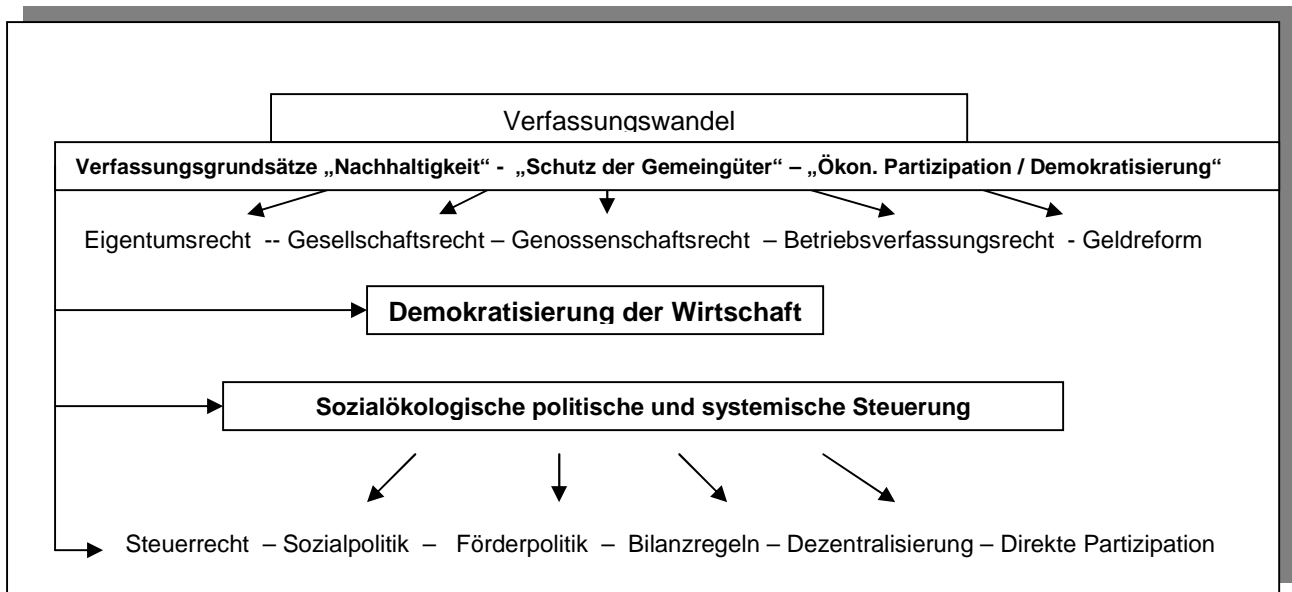 Verfassungswandel
Verfassungsgrundsätze „Nachhaltigkeit“ - „Schutz der Gemeingüter“ – „Ökon. Partizipation / Demokratisierung“
Eigentumsrecht -- Gesellschaftsrecht – Genossenschaftsrecht – Betriebsverfassungsrecht - Geldreform
Demokratisierung der Wirtschaft
Sozialökologische politische und systemische Steuerung
Steuerrecht – Sozialpolitik – Förderpolitik – Bilanzregeln – Dezentralisierung – Direkte Partizipation